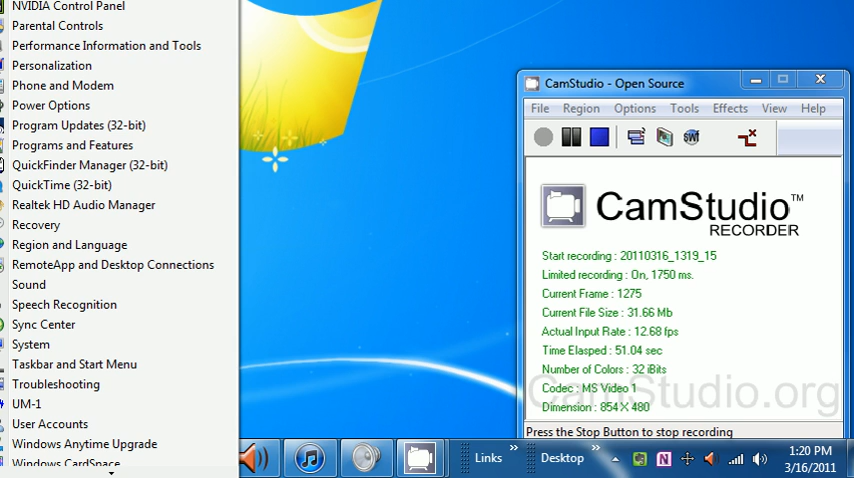 NVIDIA Control Panel
Parental Controls
Performance Information and Tools
Personalization
Phone and Modem
Power Options
Program Updates (32-bit)
Programs and Features
QuickFinder Manager (32-bit)
QuickTime (32-bit)
Realtek HD Audio Manager
Recovery
Region and Language
RemoteApp and Desktop Connections
Sound
Speech Recognition
Sync Center
System
Taskbar and Start Menu
Troubleshooting
UM-1
User Accounts
Windows Anytime Upgrade
Windows CardSpace
CamStudio - Open Source
File Region Options Tools Effects View Help
SWF
CamStudio™
RECORDER
Start recording : 20110316_1319_15
Limited recording : On, 1750 ms.
Current Frame : 1275
Current File Size : 31.66 Mb
Actual Input Rate : 12.68 fps
Time Elasped : 51.04 sec
Number of Colors : 32 iBits
Codec : MS Video 1
Dimension : 854 X 480
CamStudio.org
Press the Stop Button to stop recording
Links » Desktop » N 1:20 PM
3/16/2011